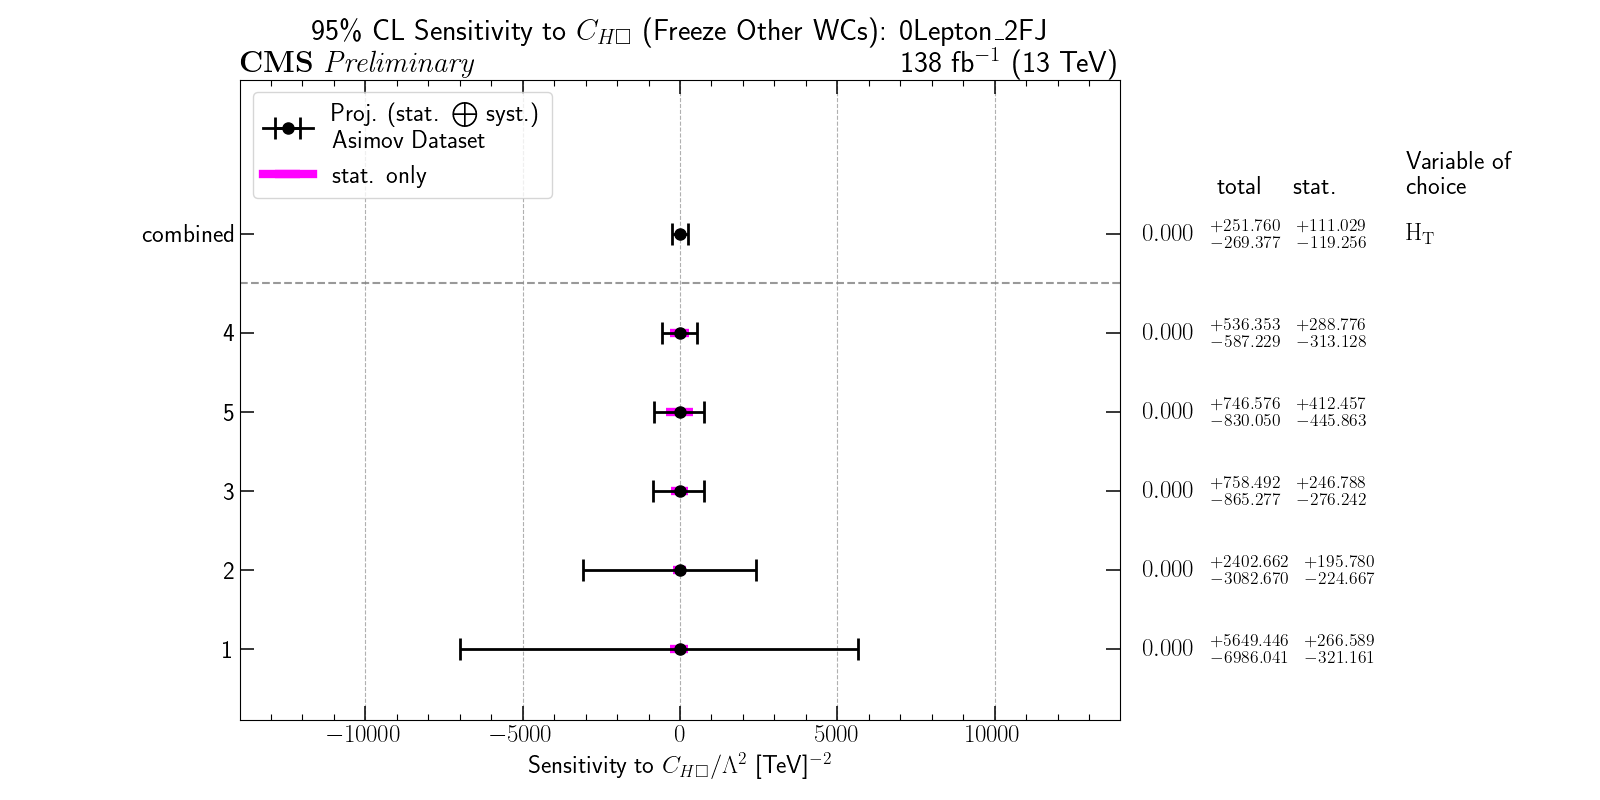 95% CL Sensitivity to C_{H□} (Freeze Other WCs): 0Lepton_2FJ
CMS Preliminary 138 fb⁻¹ (13 TeV)
Proj. (stat. ⨁ syst.)
Asimov Dataset
stat. only
total stat. Variable of
choice
combined 0.000 +251.760 −269.377 +111.029 −119.256 H_T
4 0.000 +536.353 −587.229 +288.776 −313.128
5 0.000 +746.576 −830.050 +412.457 −445.863
3 0.000 +758.492 −865.277 +246.788 −276.242
2 0.000 +2402.662 −3082.670 +195.780 −224.667
1 0.000 +5649.446 −6986.041 +266.589 −321.161
−10000 −5000 0 5000 10000
Sensitivity to C_{H□}/Λ² [TeV]⁻²